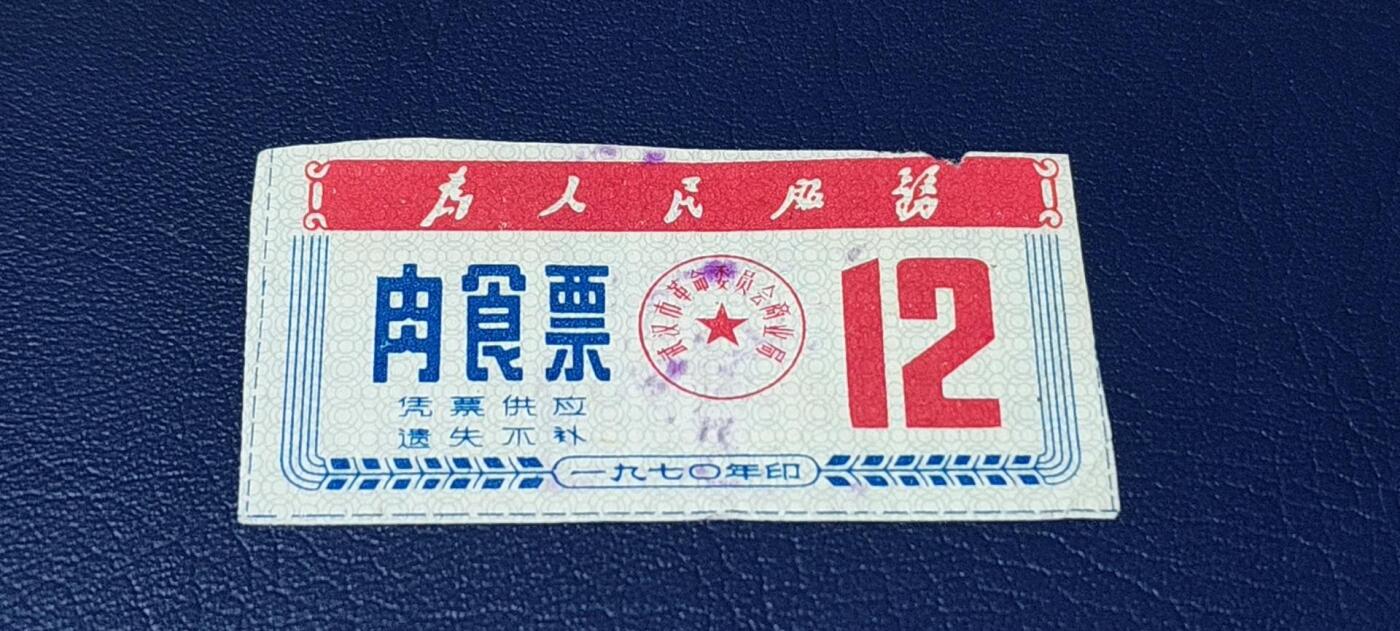 为人民服务
肉食票
武汉市革命委员会商业局
12
凭票供应
遗失不补
一九七〇年印